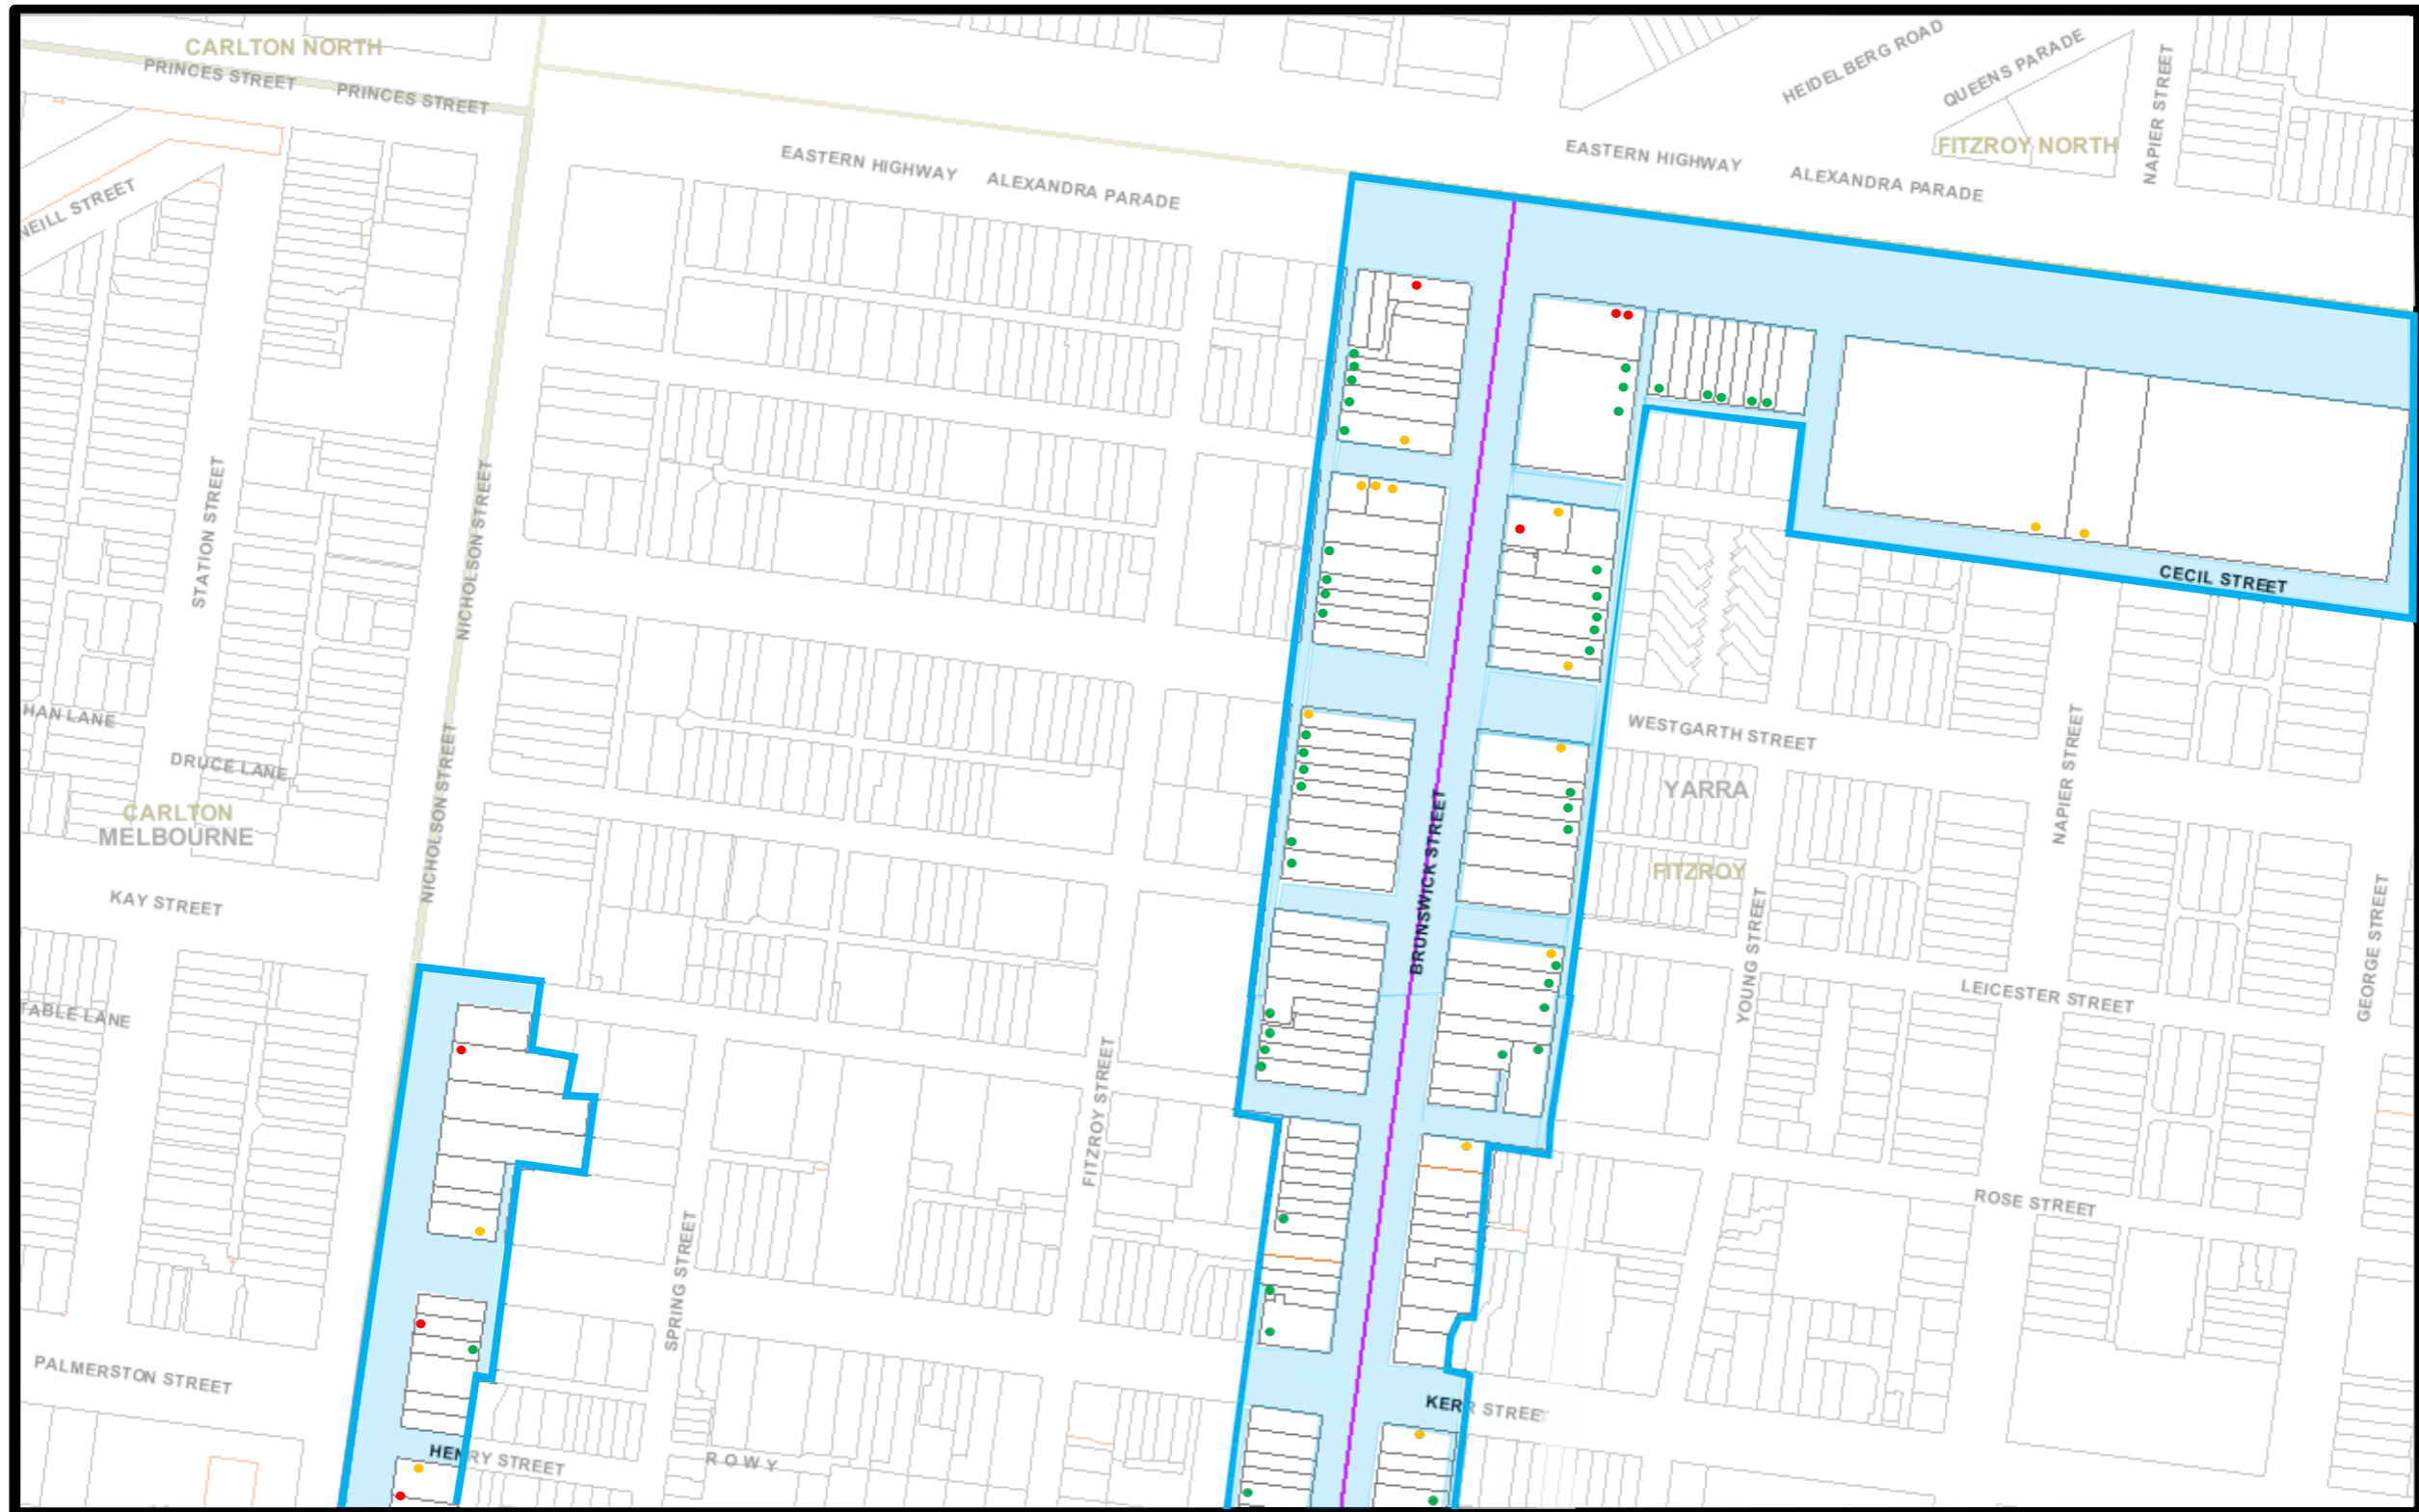 CARLTON NORTH
PRINCES STREET
PRINCES STREET
HEIDELBERG ROAD
QUEENS PARADE
NAPIER STREET
FITZROY NORTH
EASTERN HIGHWAY
ALEXANDRA PARADE
EASTERN HIGHWAY
ALEXANDRA PARADE
NEILL STREET
STATION STREET
NICHOLSON STREET
CECIL STREET
HAN LANE
DRUCE LANE
NICHOLSON STREET
WESTGARTH STREET
NAPIER STREET
YARRA
CARLTON
MELBOURNE
BRUNSWICK STREET
FITZROY
KAY STREET
YOUNG STREET
GEORGE STREET
LEICESTER STREET
TABLE LANE
FITZROY STREET
ROSE STREET
SPRING STREET
PALMERSTON STREET
KERR STREET
HENRY STREET
ROWY